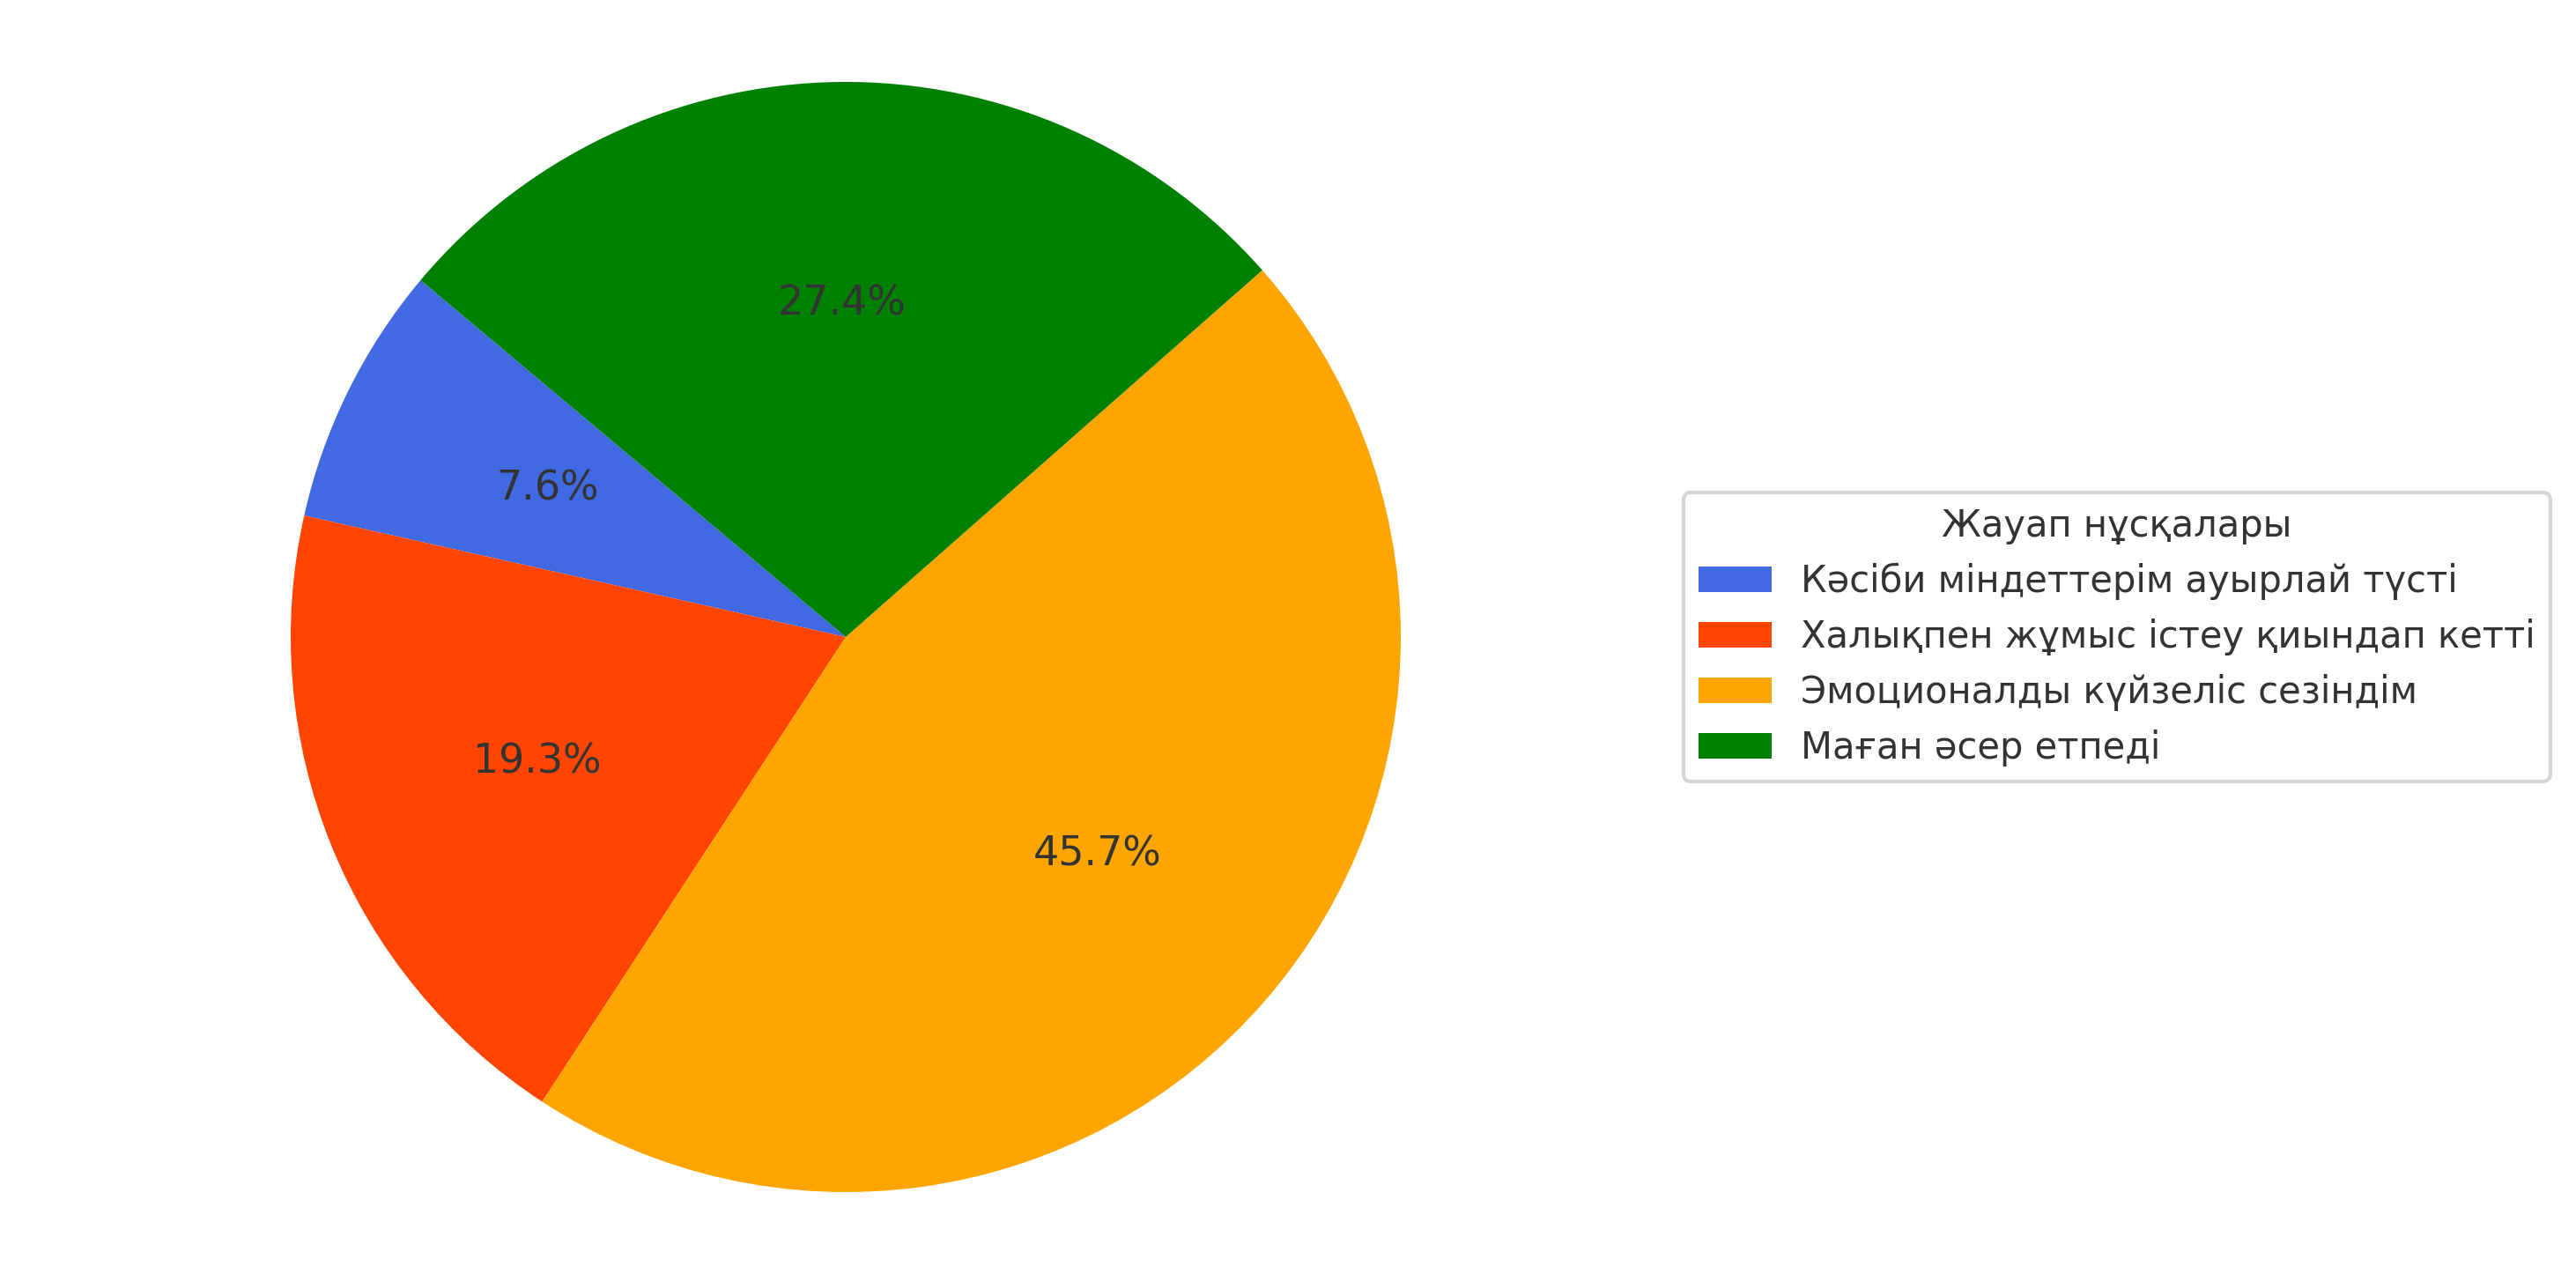 27.4%
7.6%
19.3%
45.7%
Жауап нұсқалары
Кәсіби міндеттерім ауырлай түсті
Халықпен жұмыс істеу қиындап кетті
Эмоционалды күйзеліс сезіндім
Маған әсер етпеді